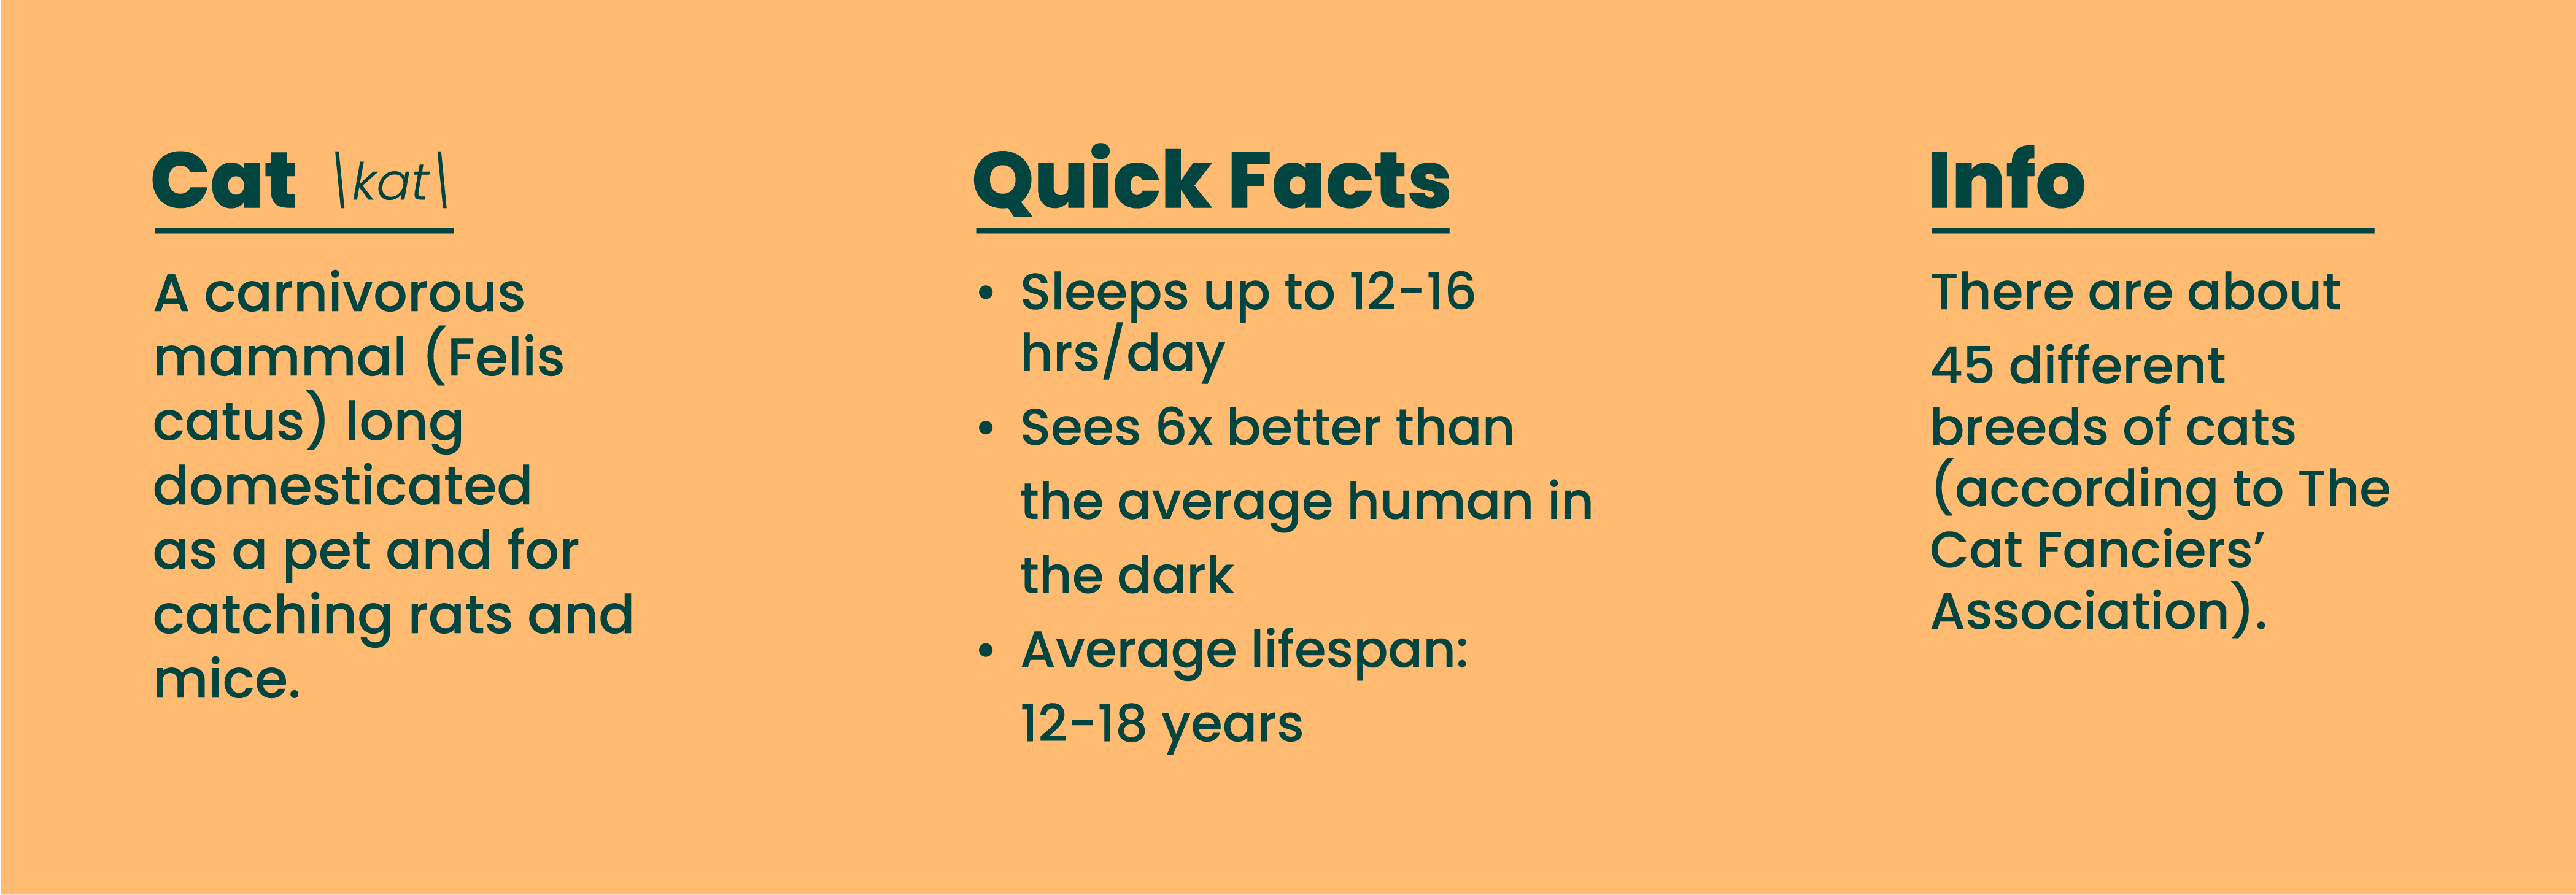 Cat \kat\
A carnivorous
mammal (Felis
catus) long
domesticated
as a pet and for
catching rats and
mice.
Quick Facts
• Sleeps up to 12-16
hrs/day
• Sees 6x better than
the average human in
the dark
• Average lifespan:
12-18 years
Info
There are about
45 different
breeds of cats
(according to The
Cat Fanciers’
Association).